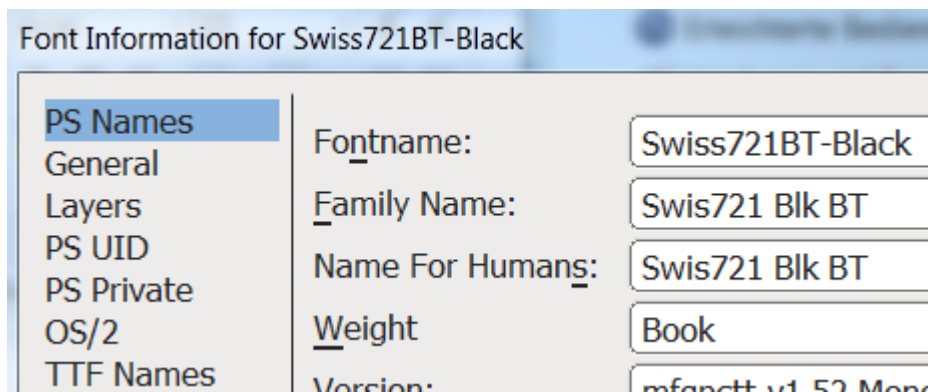 Font Information for Swiss721BT-Black
PS Names
General
Layers
PS UID
PS Private
OS/2
TTF Names
Fontname: Swiss721BT-Black
Family Name: Swis721 Blk BT
Name For Humans: Swis721 Blk BT
Weight Book
Version: